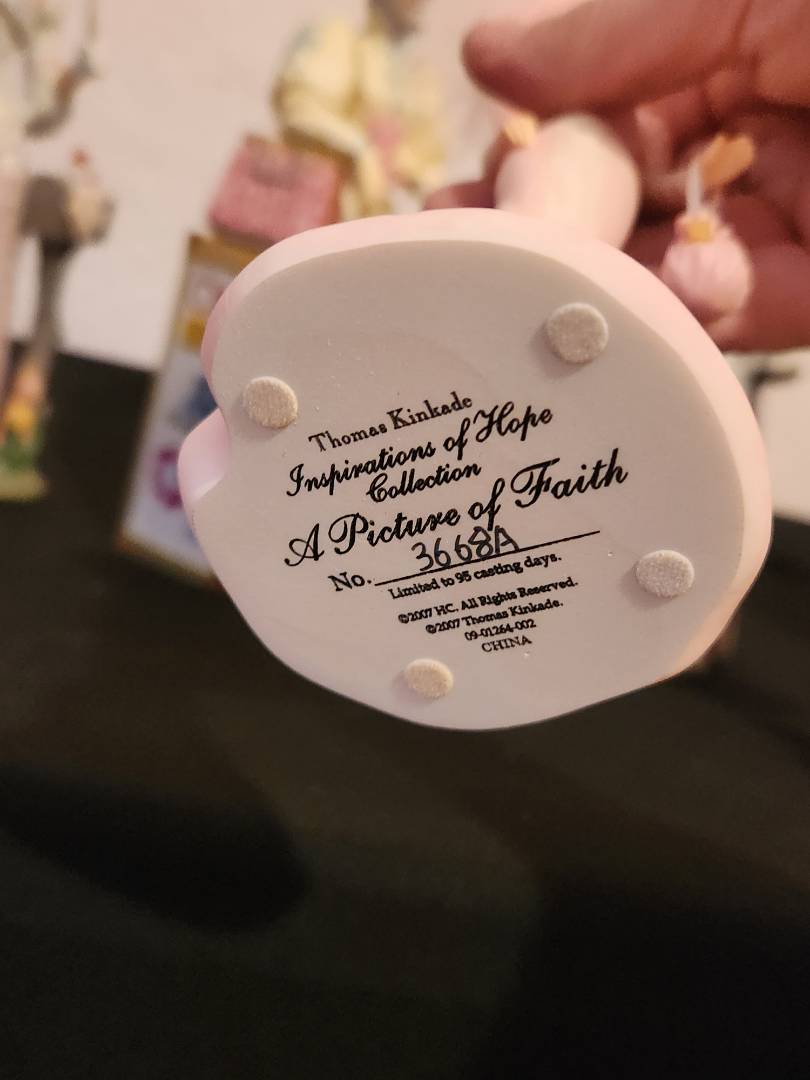 Thomas Kinkade
Inspirations of Hope
Collection
A Picture of Faith
No. 3668A
Limited to 95 casting days.
©2007 HC. All Rights Reserved.
©2007 Thomas Kinkade.
09-01264-002
CHINA